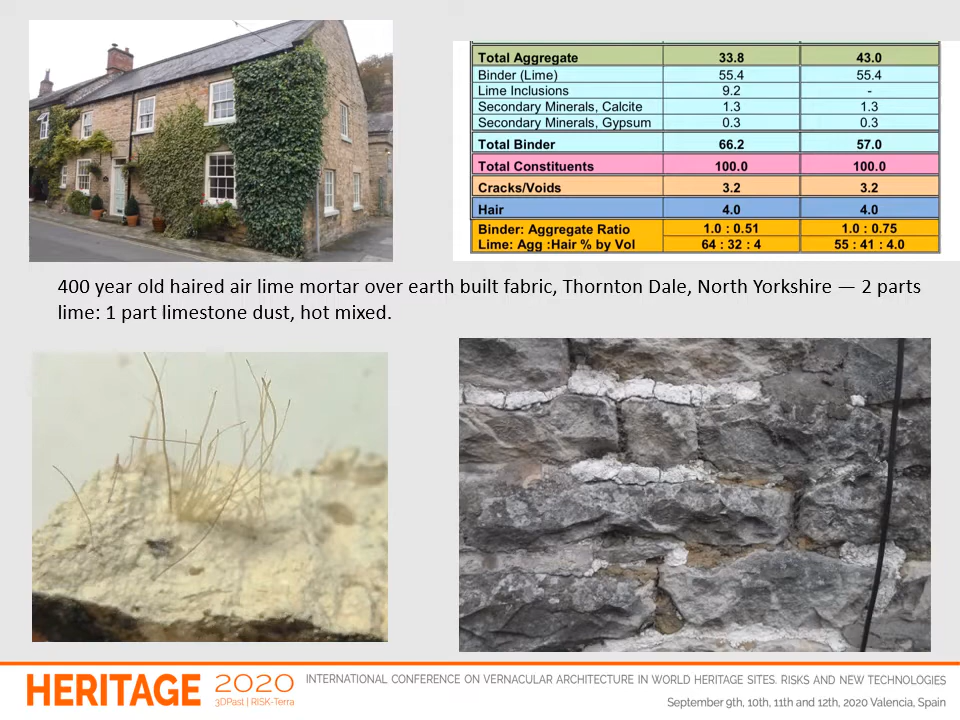 Total Aggregate 33.8 43.0
Binder (Lime) 55.4 55.4
Lime Inclusions 9.2 -
Secondary Minerals, Calcite 1.3 1.3
Secondary Minerals, Gypsum 0.3 0.3
Total Binder 66.2 57.0
Total Constituents 100.0 100.0
Cracks/Voids 3.2 3.2
Hair 4.0 4.0
Binder: Aggregate Ratio 1.0 : 0.51 1.0 : 0.75
Lime: Agg :Hair % by Vol 64 : 32 : 4 55 : 41 : 4.0
400 year old haired air lime mortar over earth built fabric, Thornton Dale, North Yorkshire — 2 parts
lime: 1 part limestone dust, hot mixed.
HERITAGE 2020
3DPast | RISK-Terra
INTERNATIONAL CONFERENCE ON VERNACULAR ARCHITECTURE IN WORLD HERITAGE SITES. RISKS AND NEW TECHNOLOGIES
September 9th, 10th, 11th and 12th, 2020 Valencia, Spain